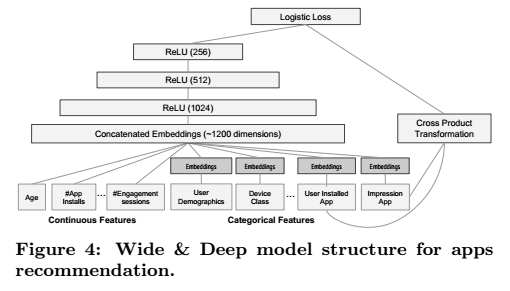 Logistic Loss
ReLU (256)
ReLU (512)
ReLU (1024)
Concatenated Embeddings (~1200 dimensions)
Cross Product
Transformation
Embeddings Embeddings Embeddings Embeddings
Age
#App
Installs
...
#Engagement
sessions
User
Demographics
Device
Class
...
User Installed
App
Impression
App
Continuous Features
Categorical Features
Figure 4: Wide & Deep model structure for apps
recommendation.